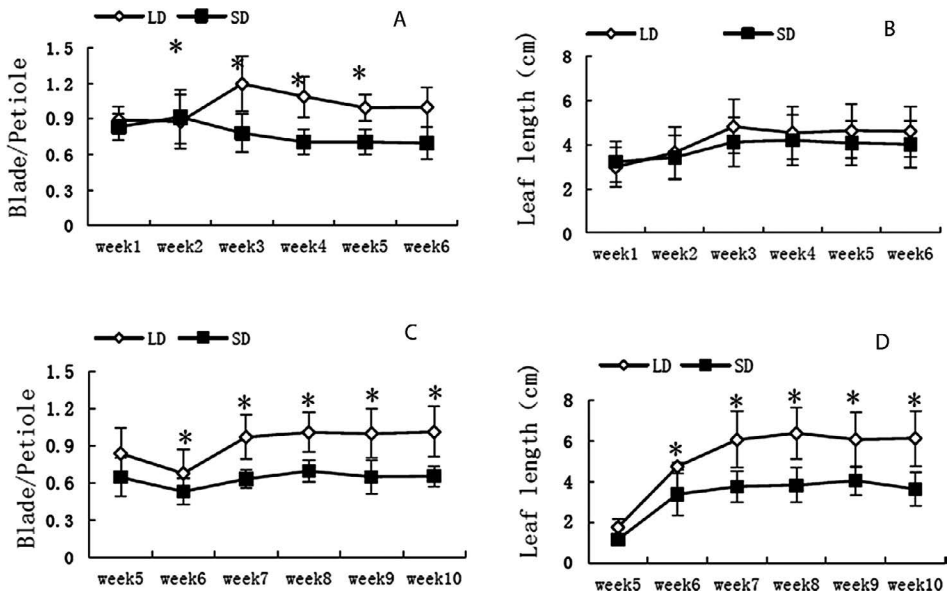 LD SD A
* * * * 
Blade/Petiole
1.5
1.2
0.9
0.6
0.3
0
week1 week2 week3 week4 week5 week6
LD SD B
Leaf length (cm)
8
6
4
2
0
week1 week2 week3 week4 week5 week6
LD SD C
* * * * *
Blade/Petiole
1.5
1.2
0.9
0.6
0.3
0
week5 week6 week7 week8 week9 week10
LD SD D
* * * * *
Leaf length (cm)
8
6
4
2
0
week5 week6 week7 week8 week9 week10